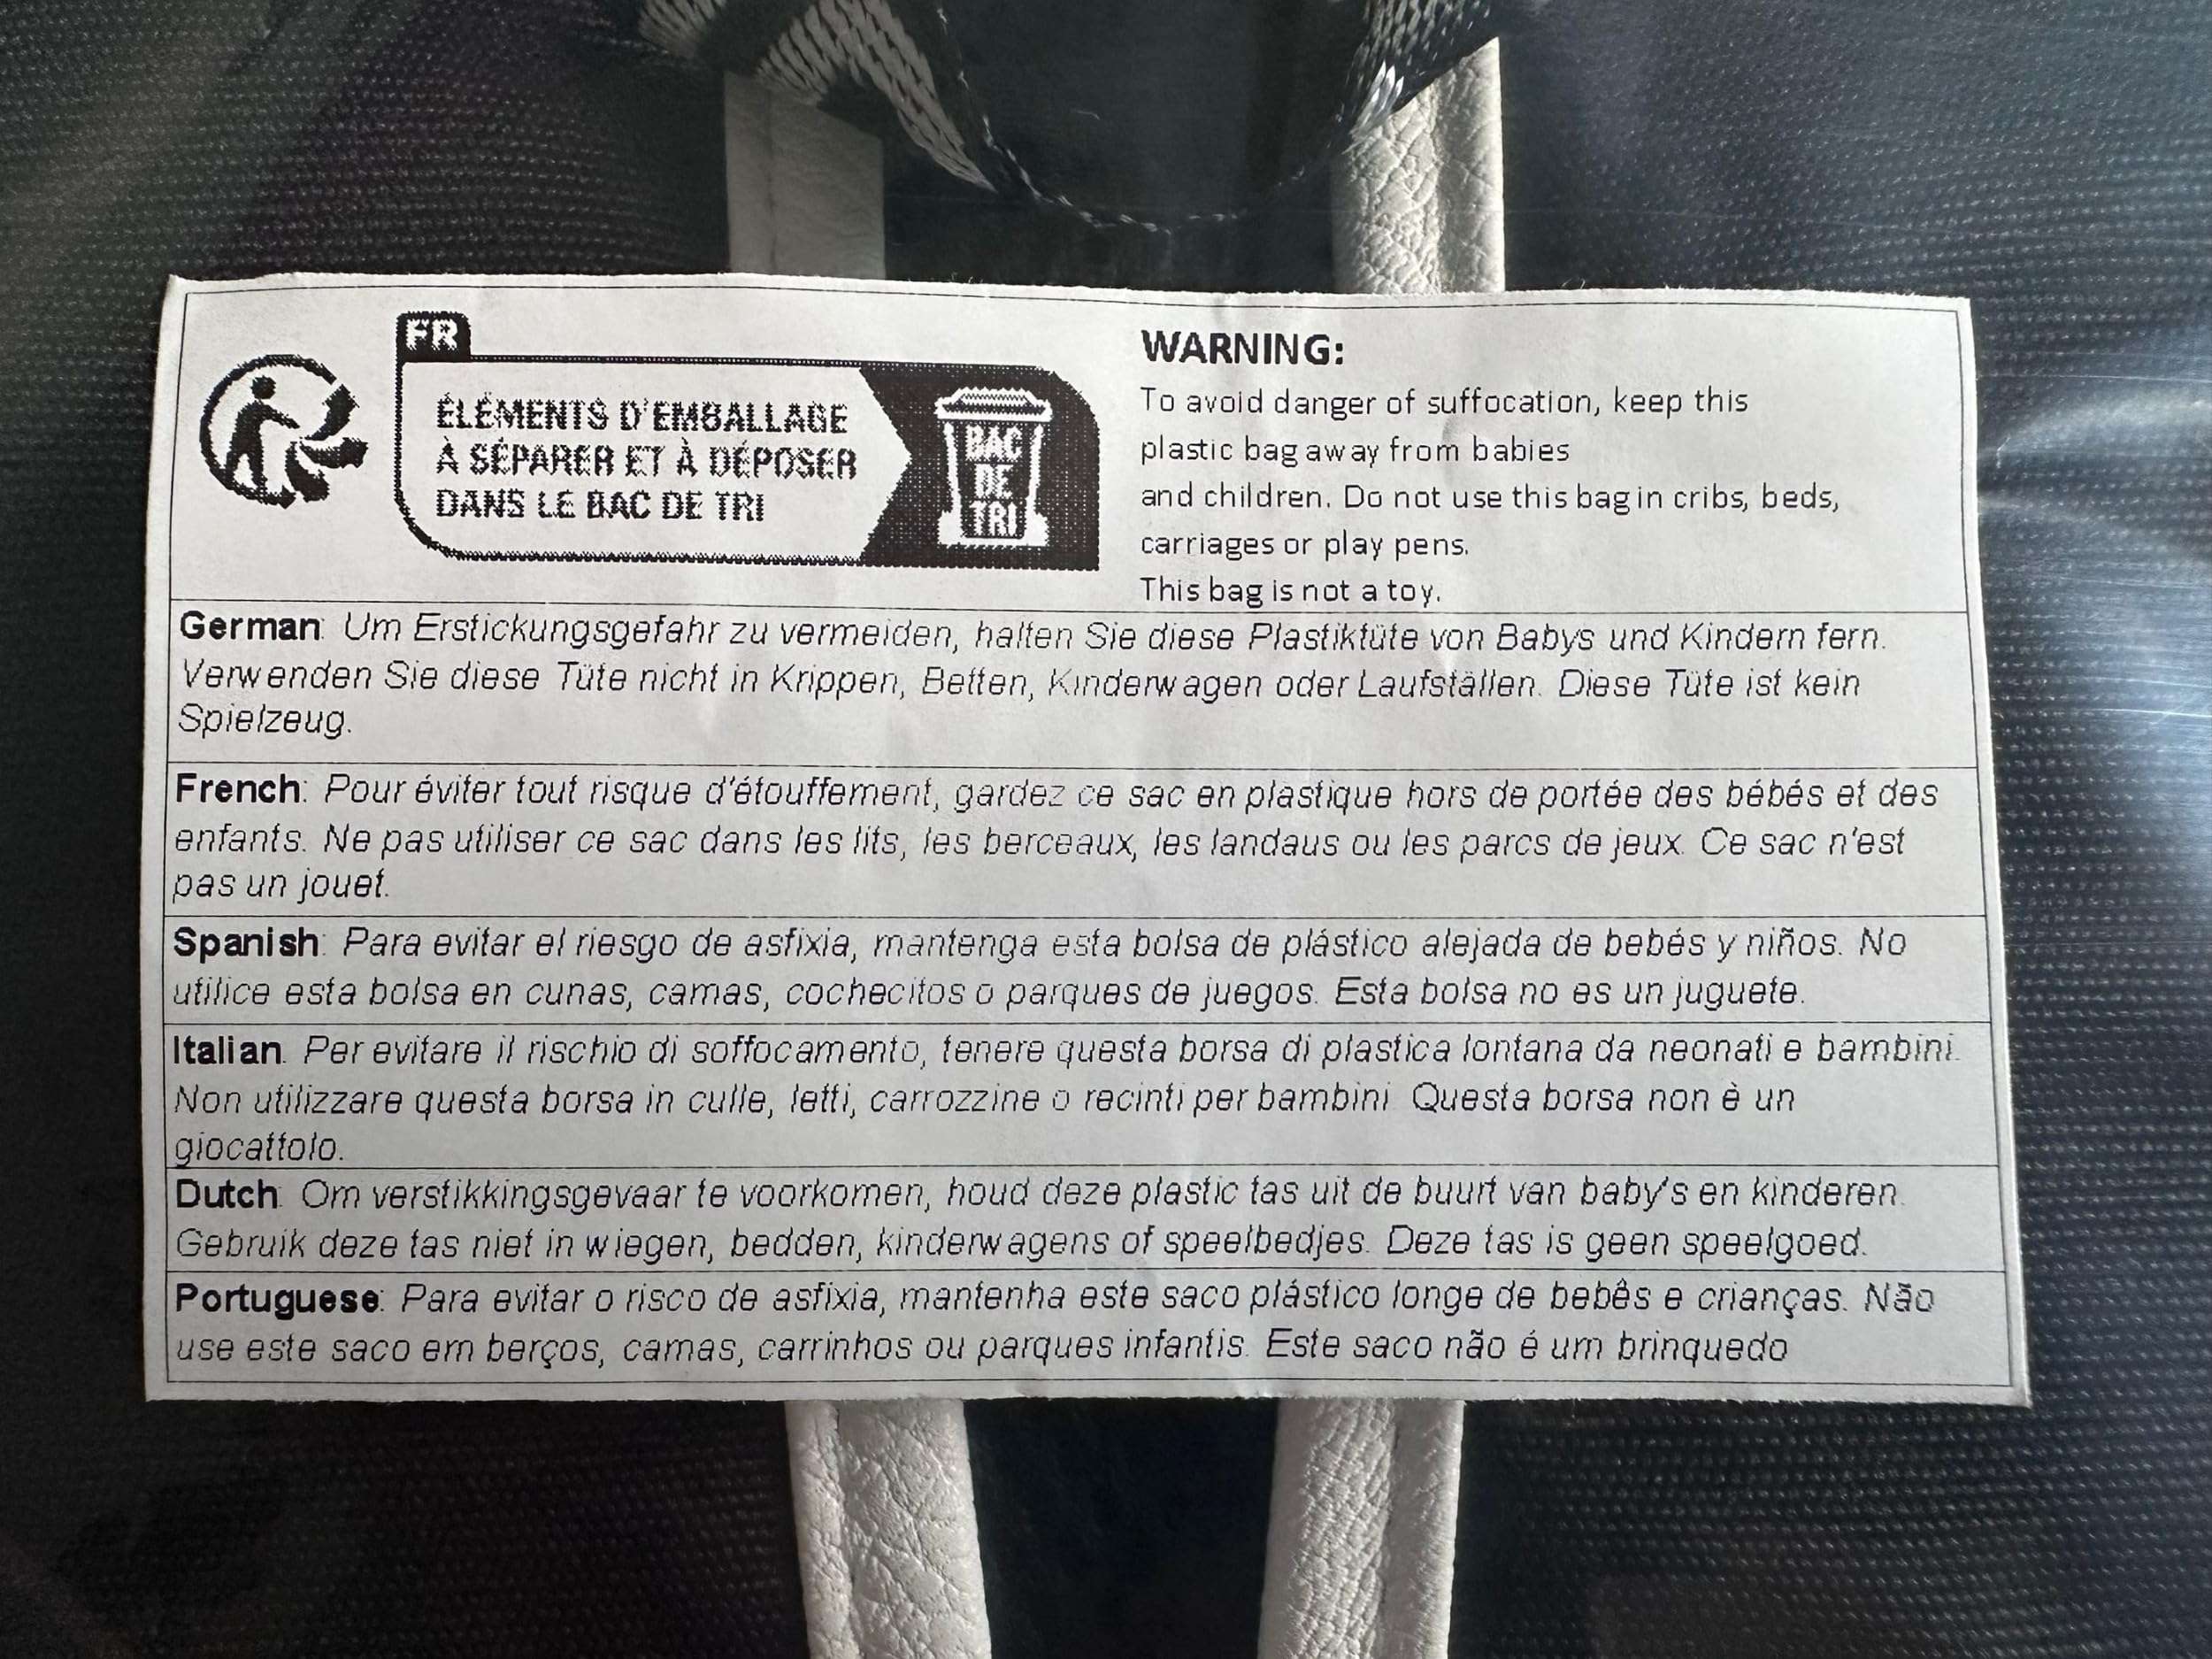 FR
ÉLÉMENTS D'EMBALLAGE
À SÉPARER ET À DÉPOSER
DANS LE BAC DE TRI
BAC
DE
TRI
WARNING:
To avoid danger of suffocation, keep this
plastic bag away from babies
and children. Do not use this bag in cribs, beds,
carriages or play pens.
This bag is not a toy.
German: Um Erstickungsgefahr zu vermeiden, halten Sie diese Plastiktüte von Babys und Kindern fern.
Verwenden Sie diese Tüte nicht in Krippen, Betten, Kinderwagen oder Laufställen. Diese Tüte ist kein
Spielzeug.
French: Pour éviter tout risque d'étouffement, gardez ce sac en plastique hors de portée des bébés et des
enfants. Ne pas utiliser ce sac dans les lits, les berceaux, les landaus ou les parcs de jeux. Ce sac n'est
pas un jouet.
Spanish: Para evitar el riesgo de asfixia, mantenga esta bolsa de plástico alejada de bebés y niños. No
utilice esta bolsa en cunas, camas, cochecitos o parques de juegos. Esta bolsa no es un juguete.
Italian: Per evitare il rischio di soffocamento, tenere questa borsa di plastica lontana da neonati e bambini.
Non utilizzare questa borsa in culle, letti, carrozzine o recinti per bambini. Questa borsa non è un
giocattolo.
Dutch: Om verstikkingsgevaar te voorkomen, houd deze plastic tas uit de buurt van baby's en kinderen.
Gebruik deze tas niet in wiegen, bedden, kinderwagens of speelbedjes. Deze tas is geen speelgoed.
Portuguese: Para evitar o risco de asfixia, mantenha este saco plástico longe de bebês e crianças. Não
use este saco em berços, camas, carrinhos ou parques infantis. Este saco não é um brinquedo